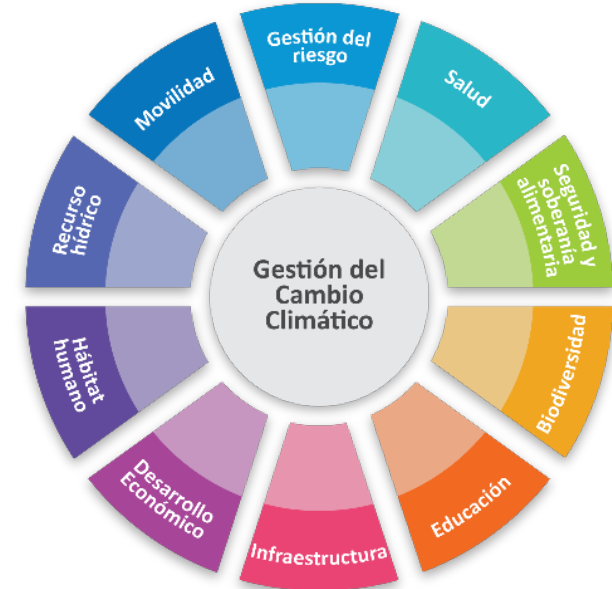 Gestión del
riesgo
Salud
Seguridad y
soberanía
alimentaria
Biodiversidad
Educación
Infraestructura
Desarrollo
Económico
Hábitat
humano
Recurso
hídrico
Movilidad
Gestión del
Cambio
Climático